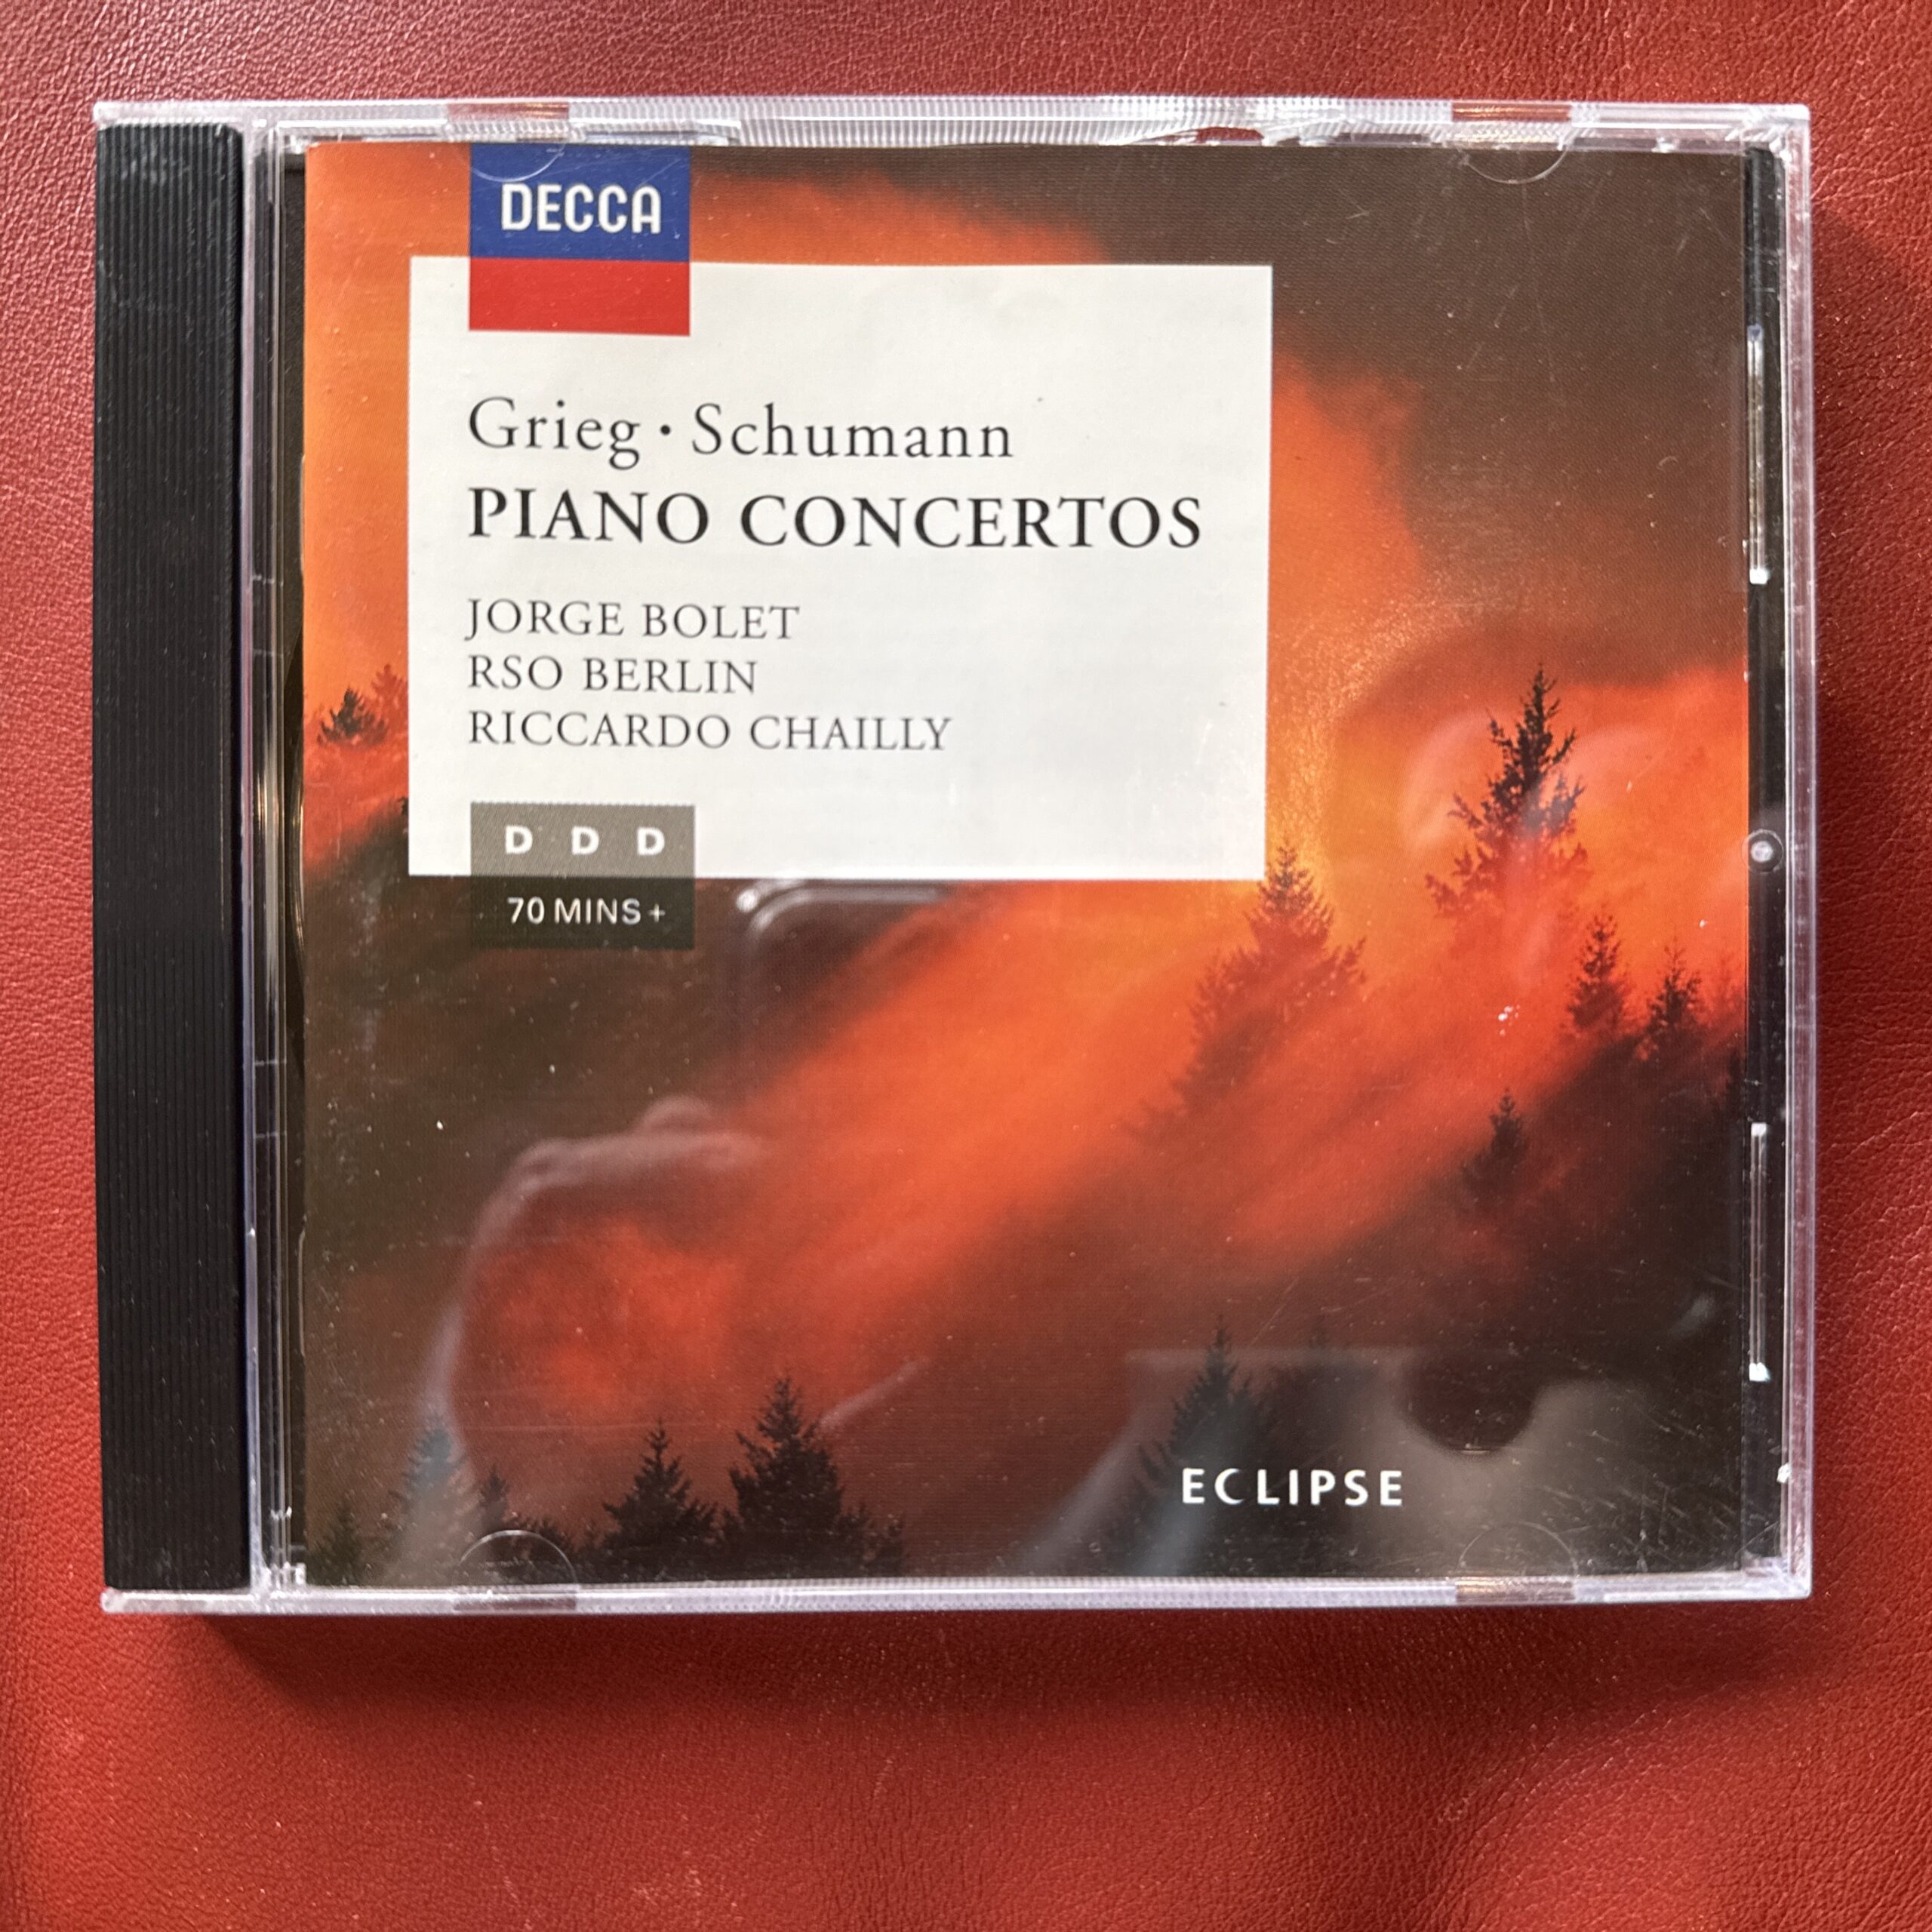 DECCA
Grieg · Schumann
PIANO CONCERTOS
JORGE BOLET
RSO BERLIN
RICCARDO CHAILLY
D D D
70 MINS+
ECLIPSE